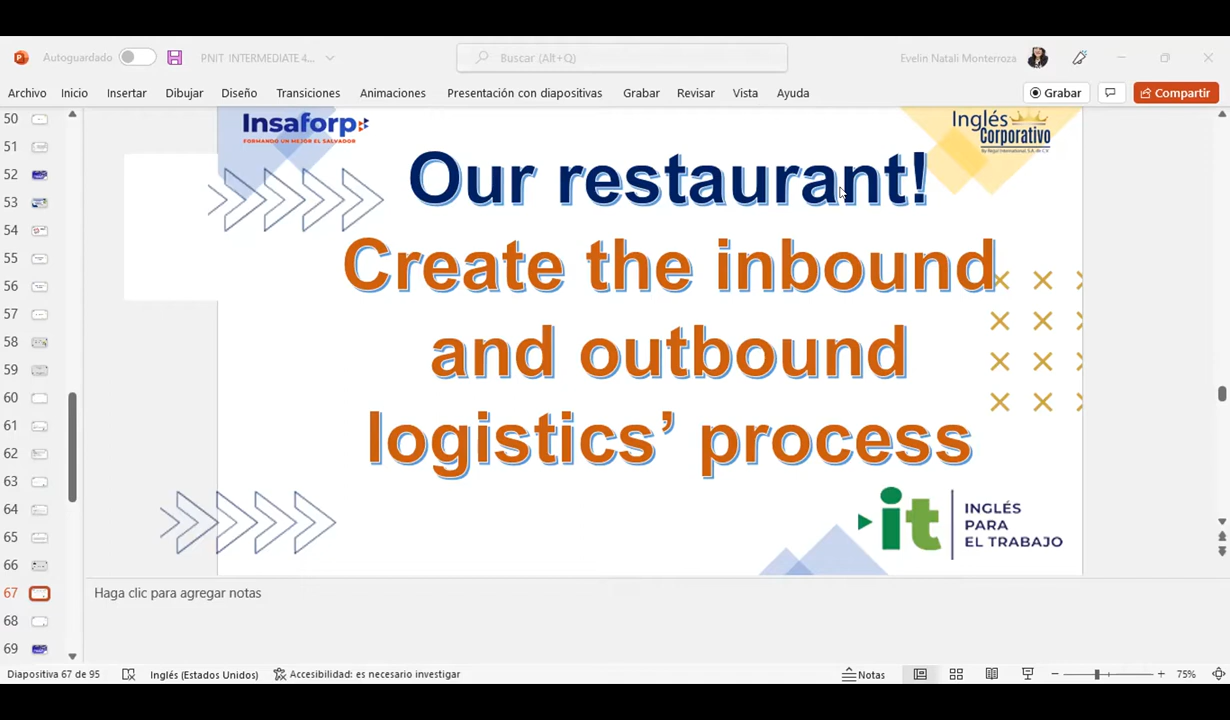 Autoguardado
PNIT INTERMEDIATE 4...
Buscar (Alt+Q)
Evelin Natali Monterroza
Archivo Inicio Insertar Dibujar Diseño Transiciones Animaciones Presentación con diapositivas Grabar Revisar Vista Ayuda Grabar Compartir
50
51
52
53
54
55
56
57
58
59
60
61
62
63
64
65
66
67
68
69
Insaforp
FORMANDO UN MEJOR EL SALVADOR
Inglés
Corporativo
Our restaurant!
Create the inbound
and outbound
logistics’ process
it
INGLÉS
PARA
EL TRABAJO
Haga clic para agregar notas
Diapositiva 67 de 95 Inglés (Estados Unidos) Accesibilidad: es necesario investigar Notas 75%